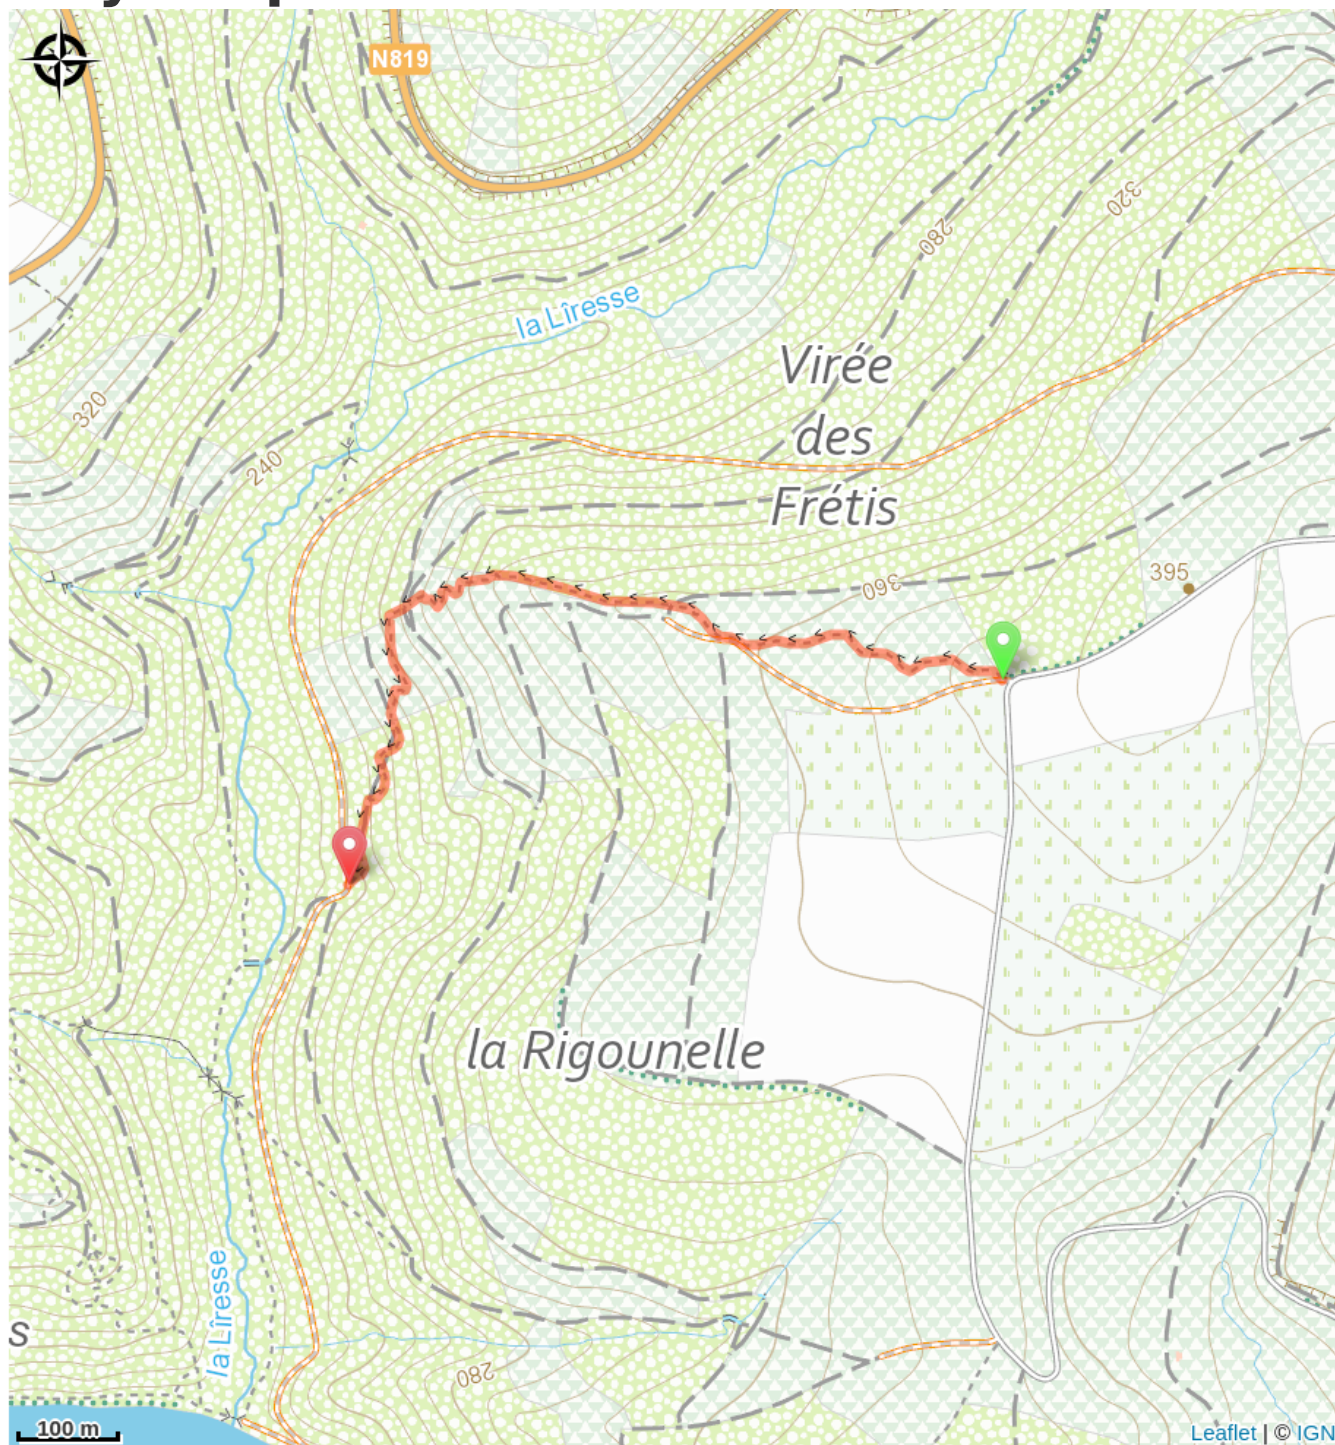 N819
320
280
la Lîresse
Virée
des
Frétis
320
240
395
360
la Rigounelle
la Lîresse
s
280
100 m
Leaflet | © IGN